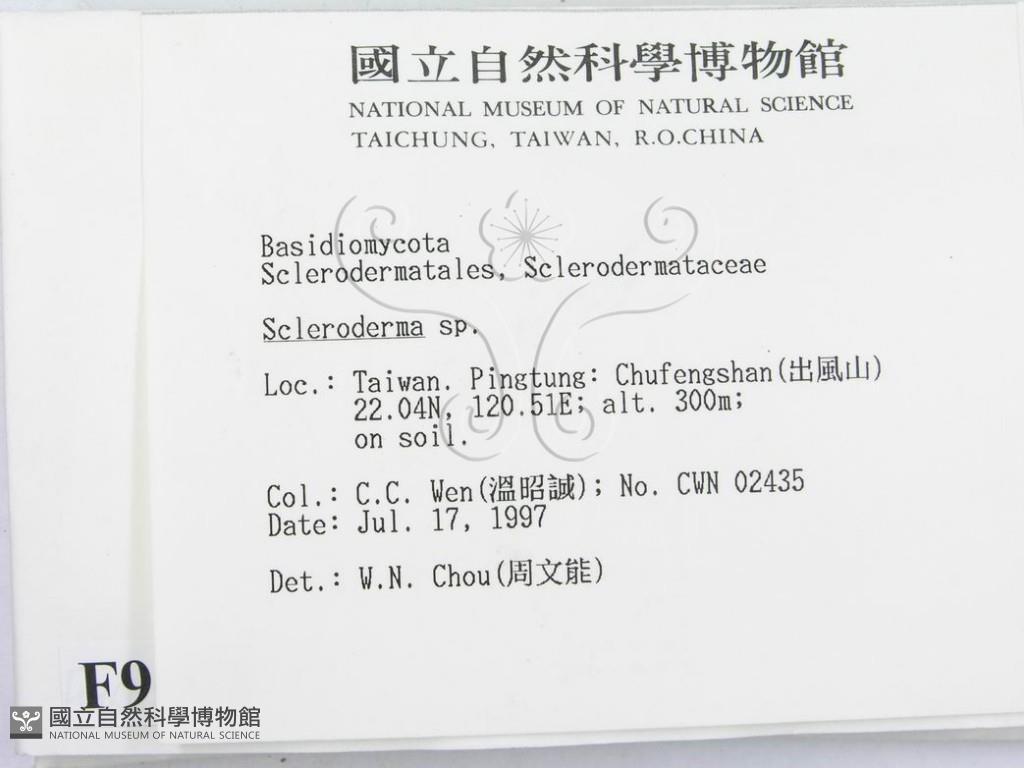 國立自然科學博物館
NATIONAL MUSEUM OF NATURAL SCIENCE
TAICHUNG, TAIWAN, R.O.CHINA
Basidiomycota
Sclerodermatales, Sclerodermataceae
Scleroderma sp.
Loc.: Taiwan. Pingtung: Chufengshan(出風山)
22.04N, 120.51E; alt. 300m;
on soil.
Col.: C.C. Wen(溫昭誠); No. CWN 02435
Date: Jul. 17, 1997
Det.: W.N. Chou(周文能)
F9
國立自然科學博物館
NATIONAL MUSEUM OF NATURAL SCIENCE